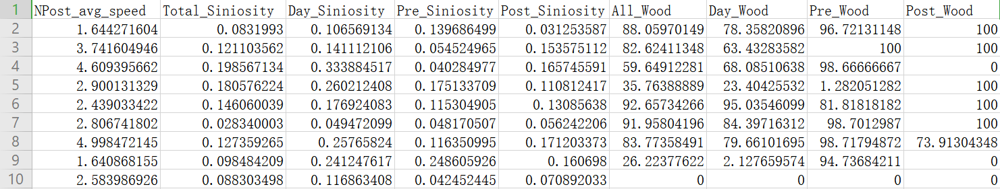 1 NPost_avg_speed Total_Siniosity Day_Siniosity Pre_Siniosity Post_Siniosity All_Wood Day_Wood Pre_Wood Post_Wood
2 1.644271604 0.0831993 0.106569134 0.139686499 0.031253587 88.05970149 78.35820896 96.72131148 100
3 3.741604946 0.121103562 0.141112106 0.054524965 0.153575112 82.62411348 63.43283582 100 100
4 4.609395662 0.198567134 0.333884517 0.040284977 0.165745591 59.64912281 68.08510638 98.66666667 0
5 2.900131329 0.180576224 0.260212408 0.175133709 0.110812417 35.76388889 23.40425532 1.282051282 100
6 2.439033422 0.146060039 0.176924083 0.115304905 0.13085638 92.65734266 95.03546099 81.81818182 100
7 2.806741802 0.028340003 0.049472099 0.048170507 0.056242206 91.95804196 84.39716312 98.7012987 100
8 4.998472145 0.127359265 0.25765824 0.116350995 0.171203373 83.77358491 79.66101695 98.71794872 73.91304348
9 1.640868155 0.098484209 0.241247617 0.248605926 0.160698 26.22377622 2.127659574 94.73684211 0
10 2.583986926 0.088303498 0.116863408 0.042452445 0.070892033 0 0 0 0